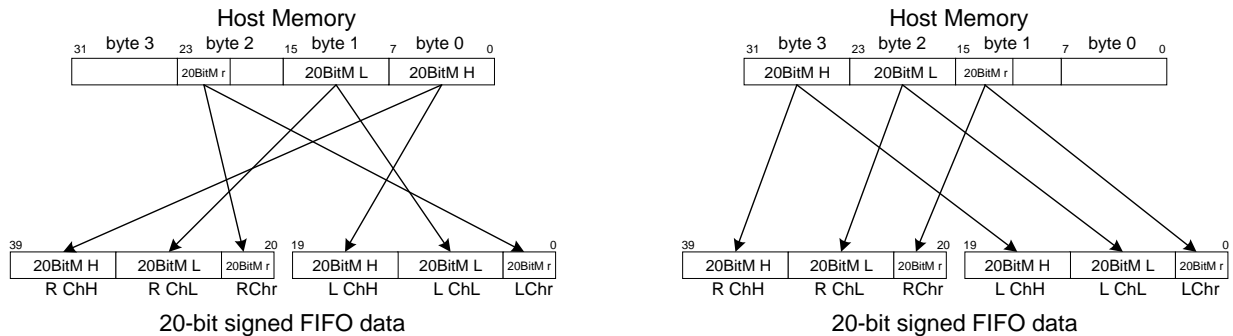 Host Memory
31 byte 3 23 byte 2 15 byte 1 7 byte 0 0
20BitM r 20BitM L 20BitM H
39 20 19 0
20BitM H 20BitM L 20BitM r 20BitM H 20BitM L 20BitM r
R ChH R ChL RChr L ChH L ChL LChr
20-bit signed FIFO data
Host Memory
31 byte 3 23 byte 2 15 byte 1 7 byte 0 0
20BitM H 20BitM L 20BitM r
39 20 19 0
20BitM H 20BitM L 20BitM r 20BitM H 20BitM L 20BitM r
R ChH R ChL RChr L ChH L ChL LChr
20-bit signed FIFO data